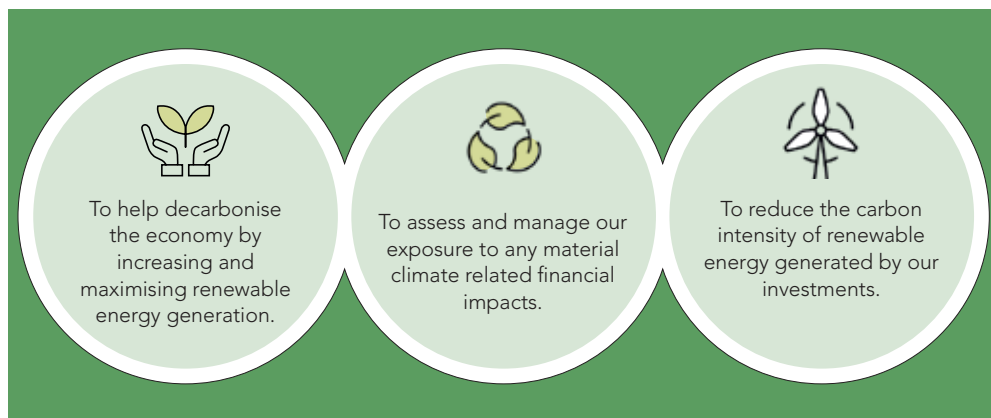 To help decarbonise
the economy by
increasing and
maximising renewable
energy generation.
To assess and manage our
exposure to any material
climate related financial
impacts.
To reduce the carbon
intensity of renewable
energy generated by our
investments.